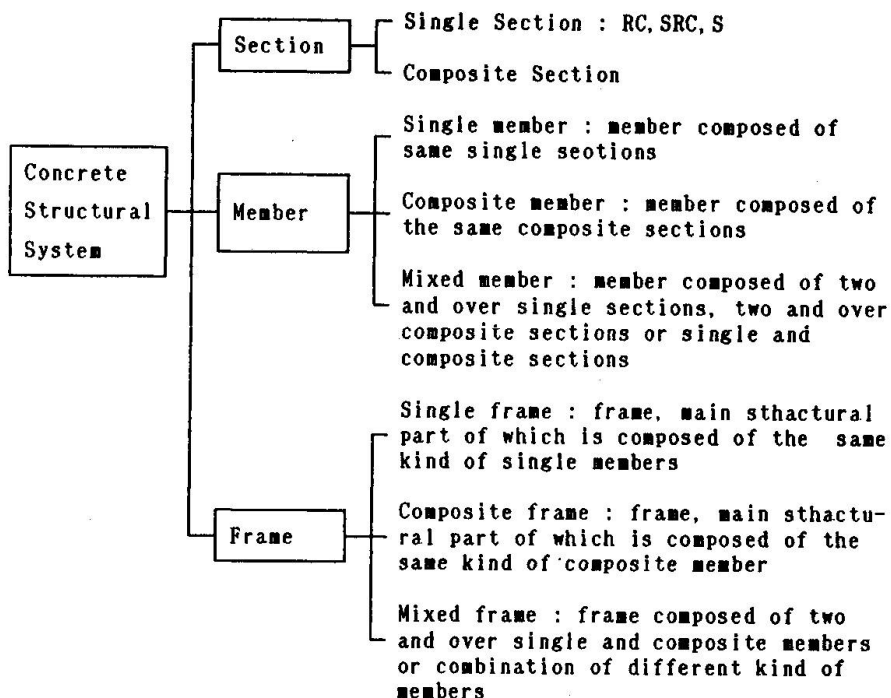 Concrete
Structural
System
Section
Single Section : RC, SRC, S
Composite Section
Member
Single member : member composed of
same single seotions
Composite member : member composed of
the same composite sections
Mixed member : member composed of two
and over single sections, two and over
composite sections or single and
composite sections
Frame
Single frame : frame, main sthactural
part of which is composed of the same
kind of single members
Composite frame : frame, main sthactu-
ral part of which is composed of the
same kind of composite member
Mixed frame : frame composed of two
and over single and composite members
or combination of different kind of
members